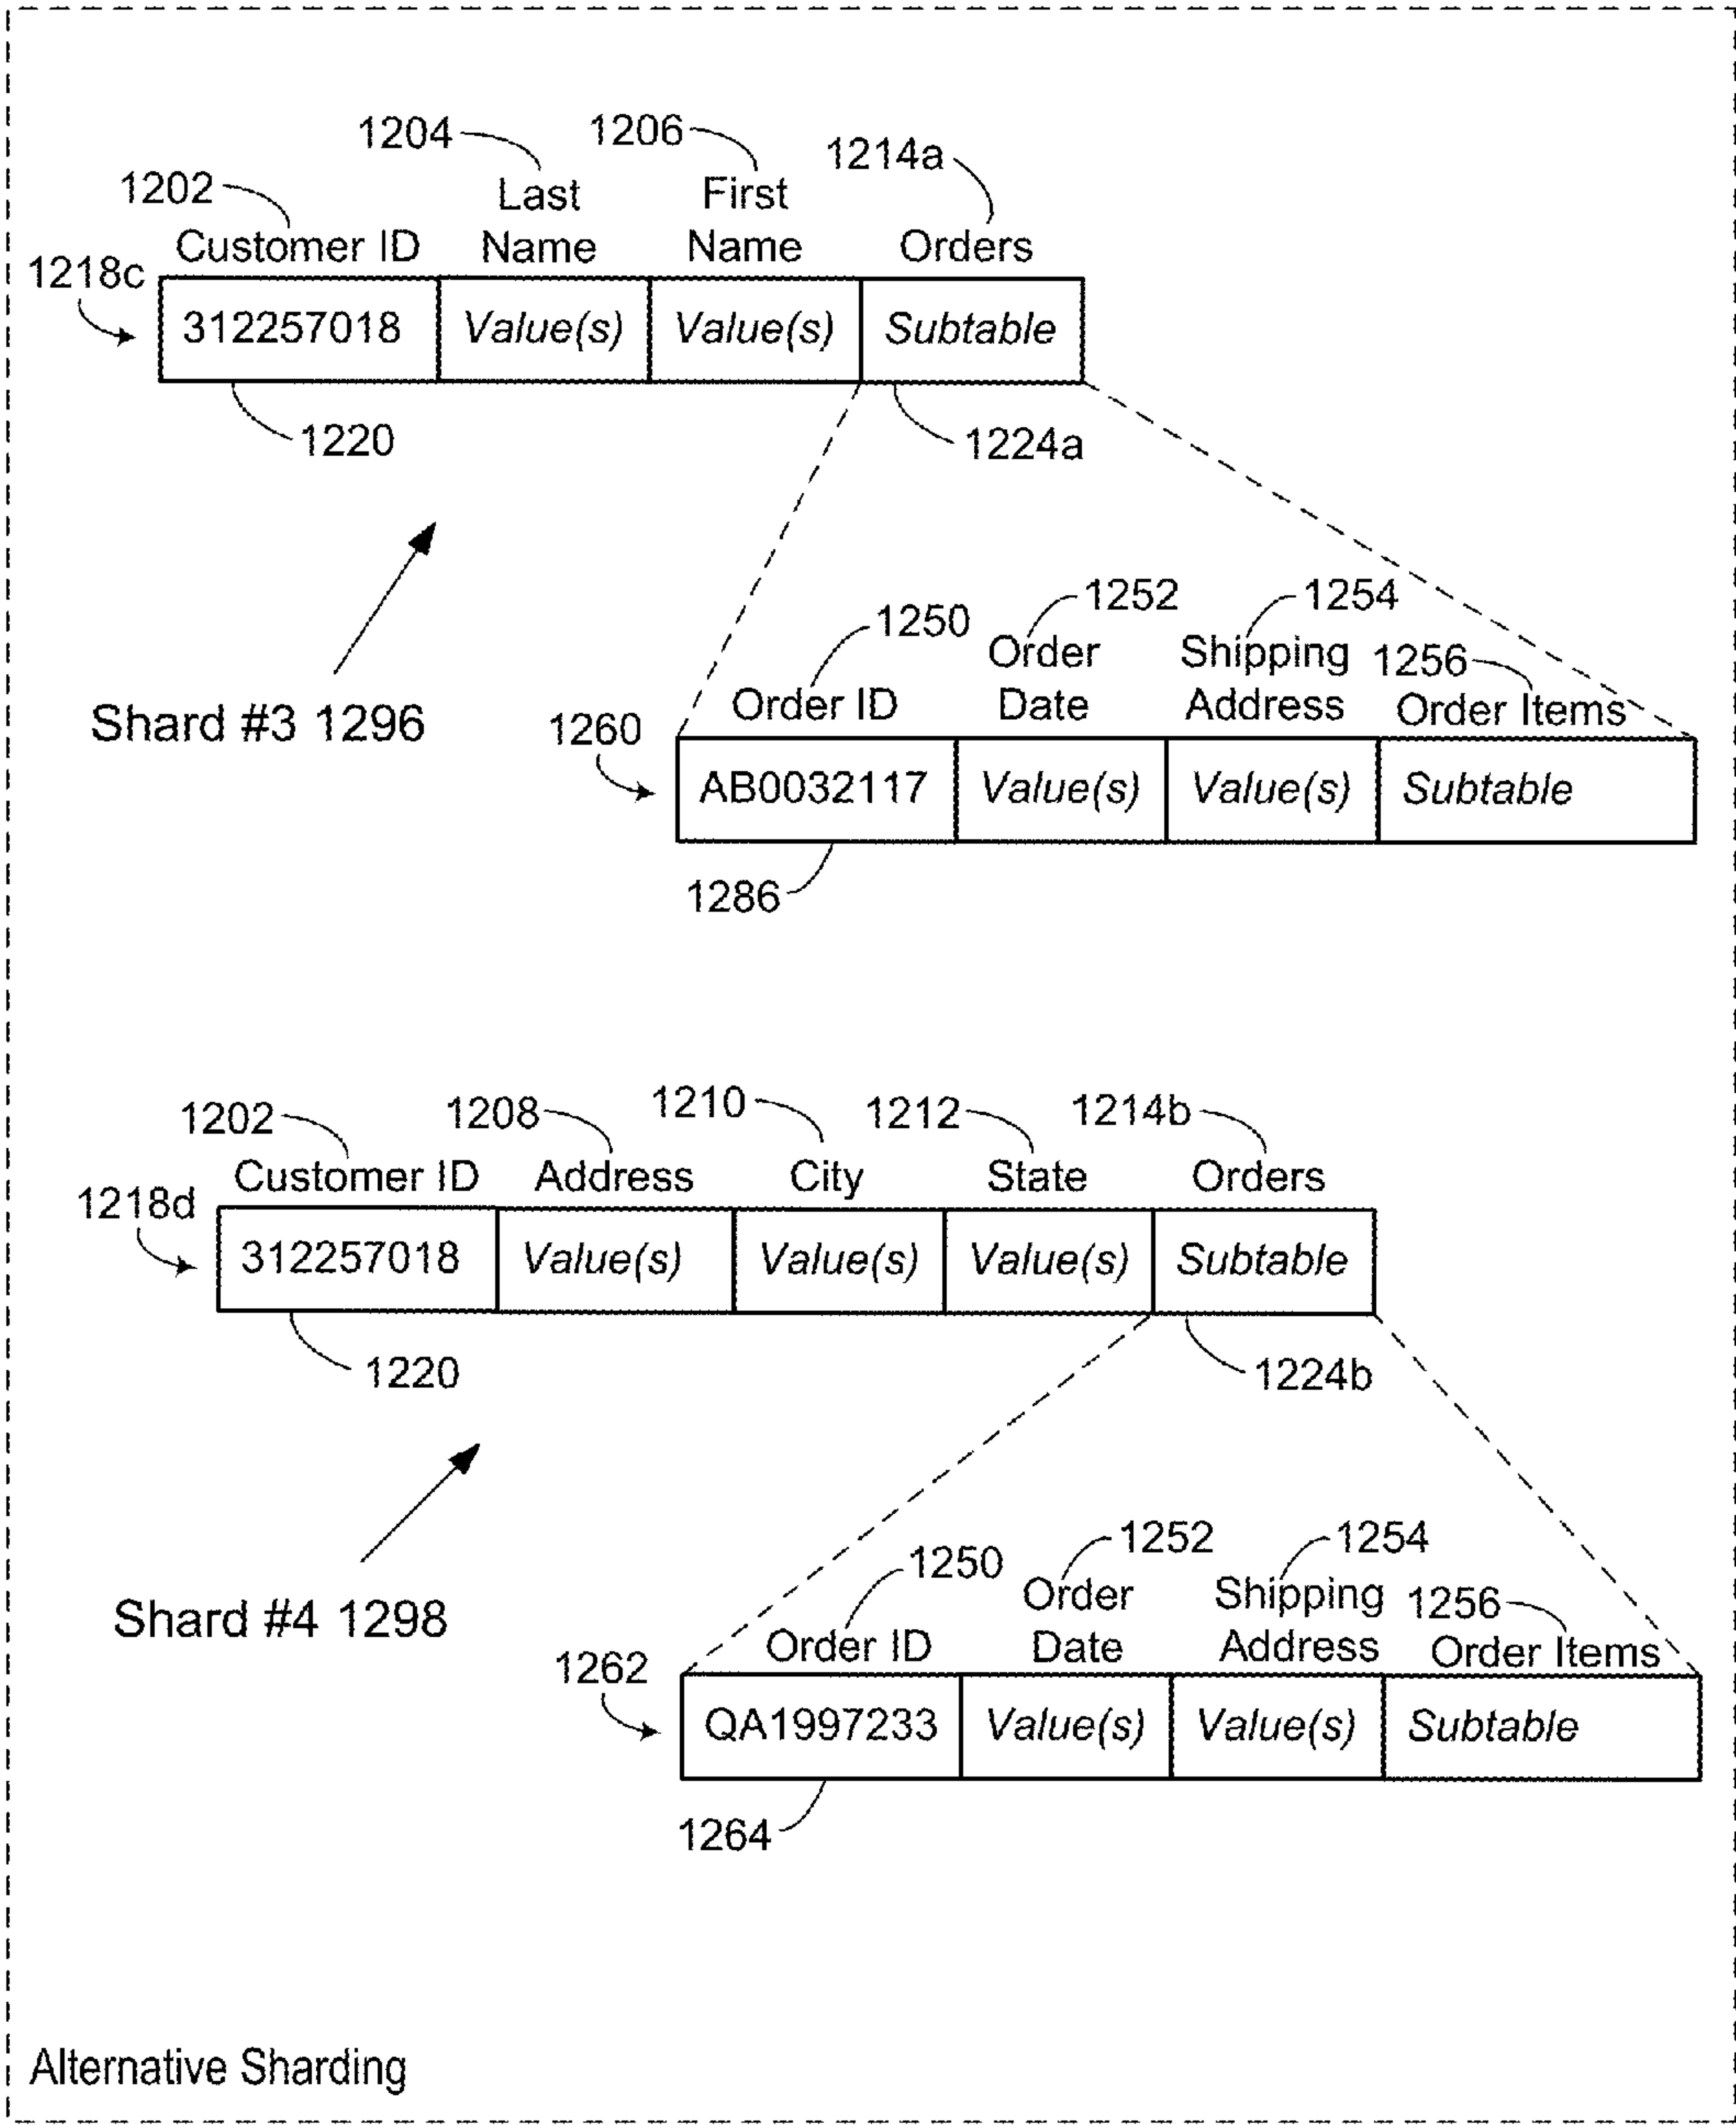 1204 1206 1214a
1202 Last First
Customer ID Name Name Orders
1218c
312257018 Value(s) Value(s) Subtable
1220 1224a
1250 1252 1254
Order Shipping 1256
Shard #3 1296 Order ID Date Address Order Items
1260
AB0032117 Value(s) Value(s) Subtable
1286
1202 1208 1210 1212 1214b
Customer ID Address City State Orders
1218d
312257018 Value(s) Value(s) Value(s) Subtable
1220 1224b
1250 1252 1254
Order Shipping 1256
Shard #4 1298 Order ID Date Address Order Items
1262
QA1997233 Value(s) Value(s) Subtable
1264
Alternative Sharding